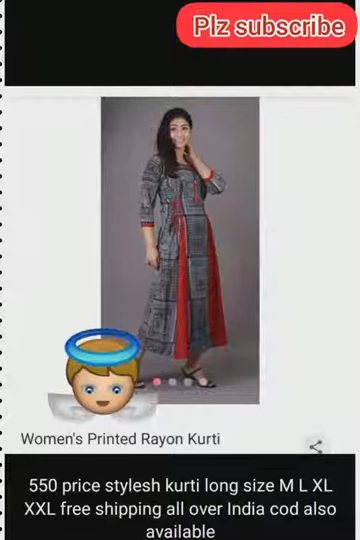 Plz subscribe
Women's Printed Rayon Kurti
550 price stylesh kurti long size M L XL
XXL free shipping all over India cod also
available